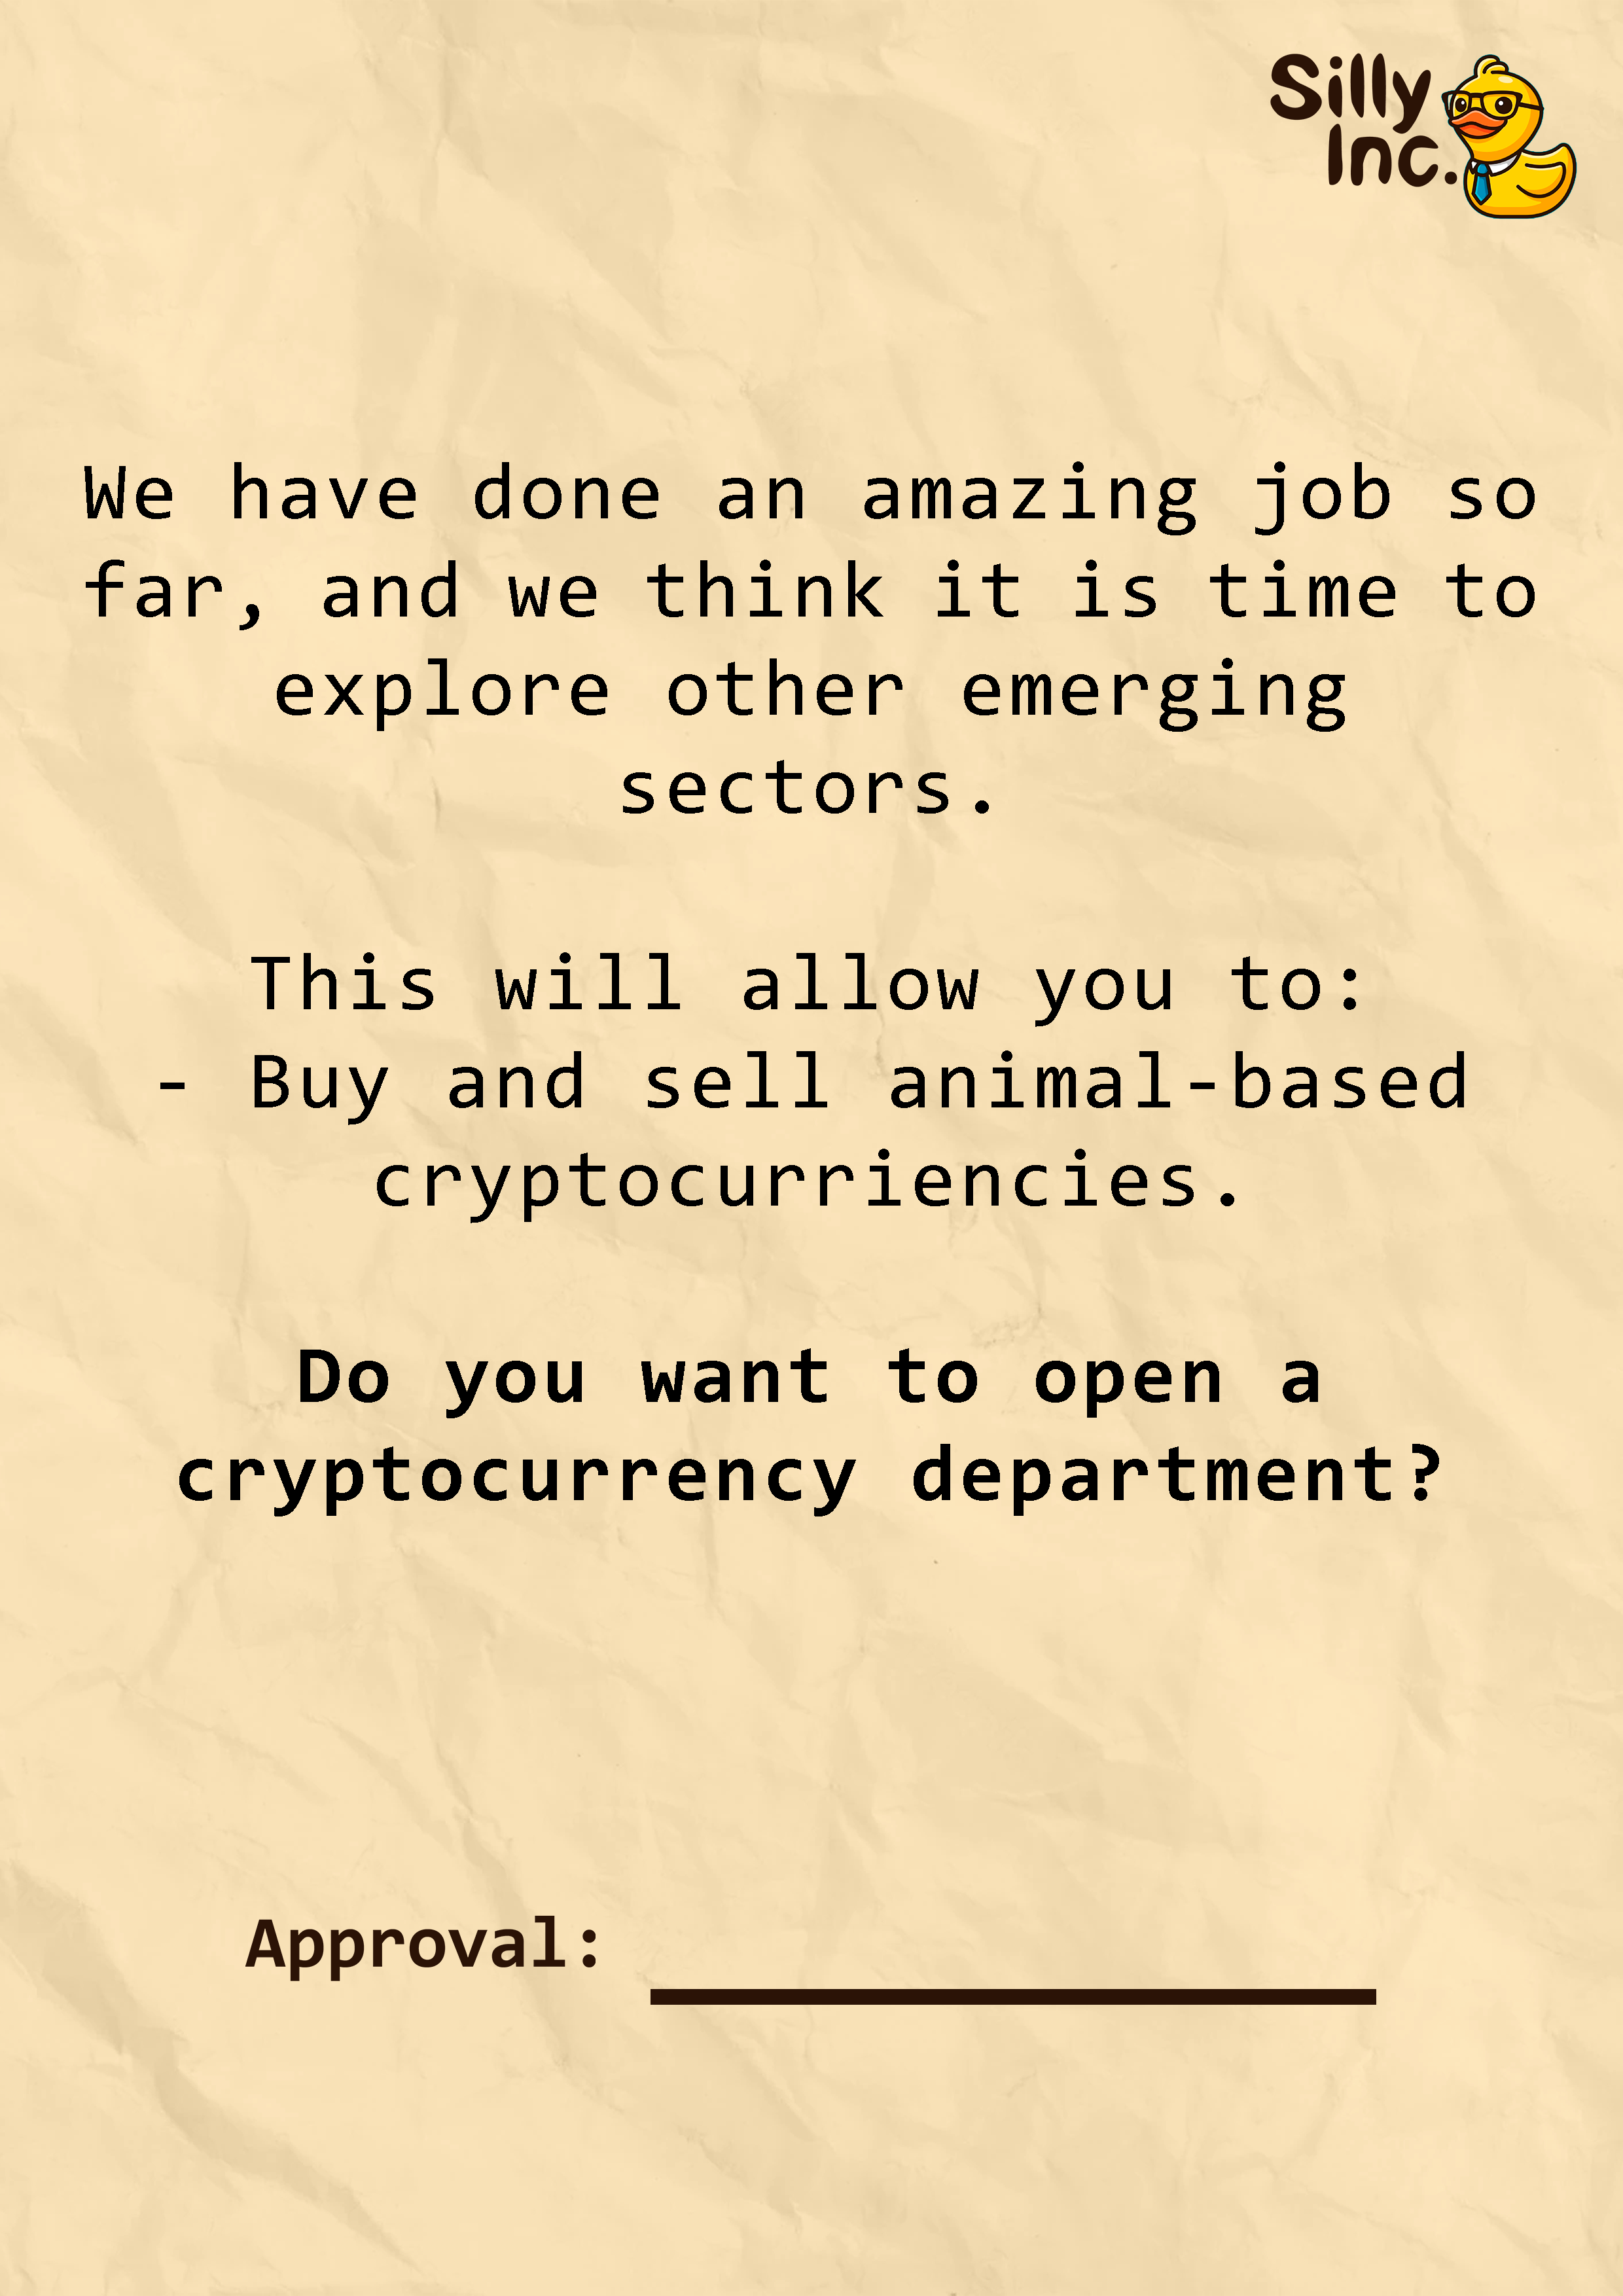 Silly
Inc.
We have done an amazing job so
far, and we think it is time to
explore other emerging
sectors.
This will allow you to:
- Buy and sell animal-based
cryptocurriencies.
Do you want to open a
cryptocurrency department?
Approval: